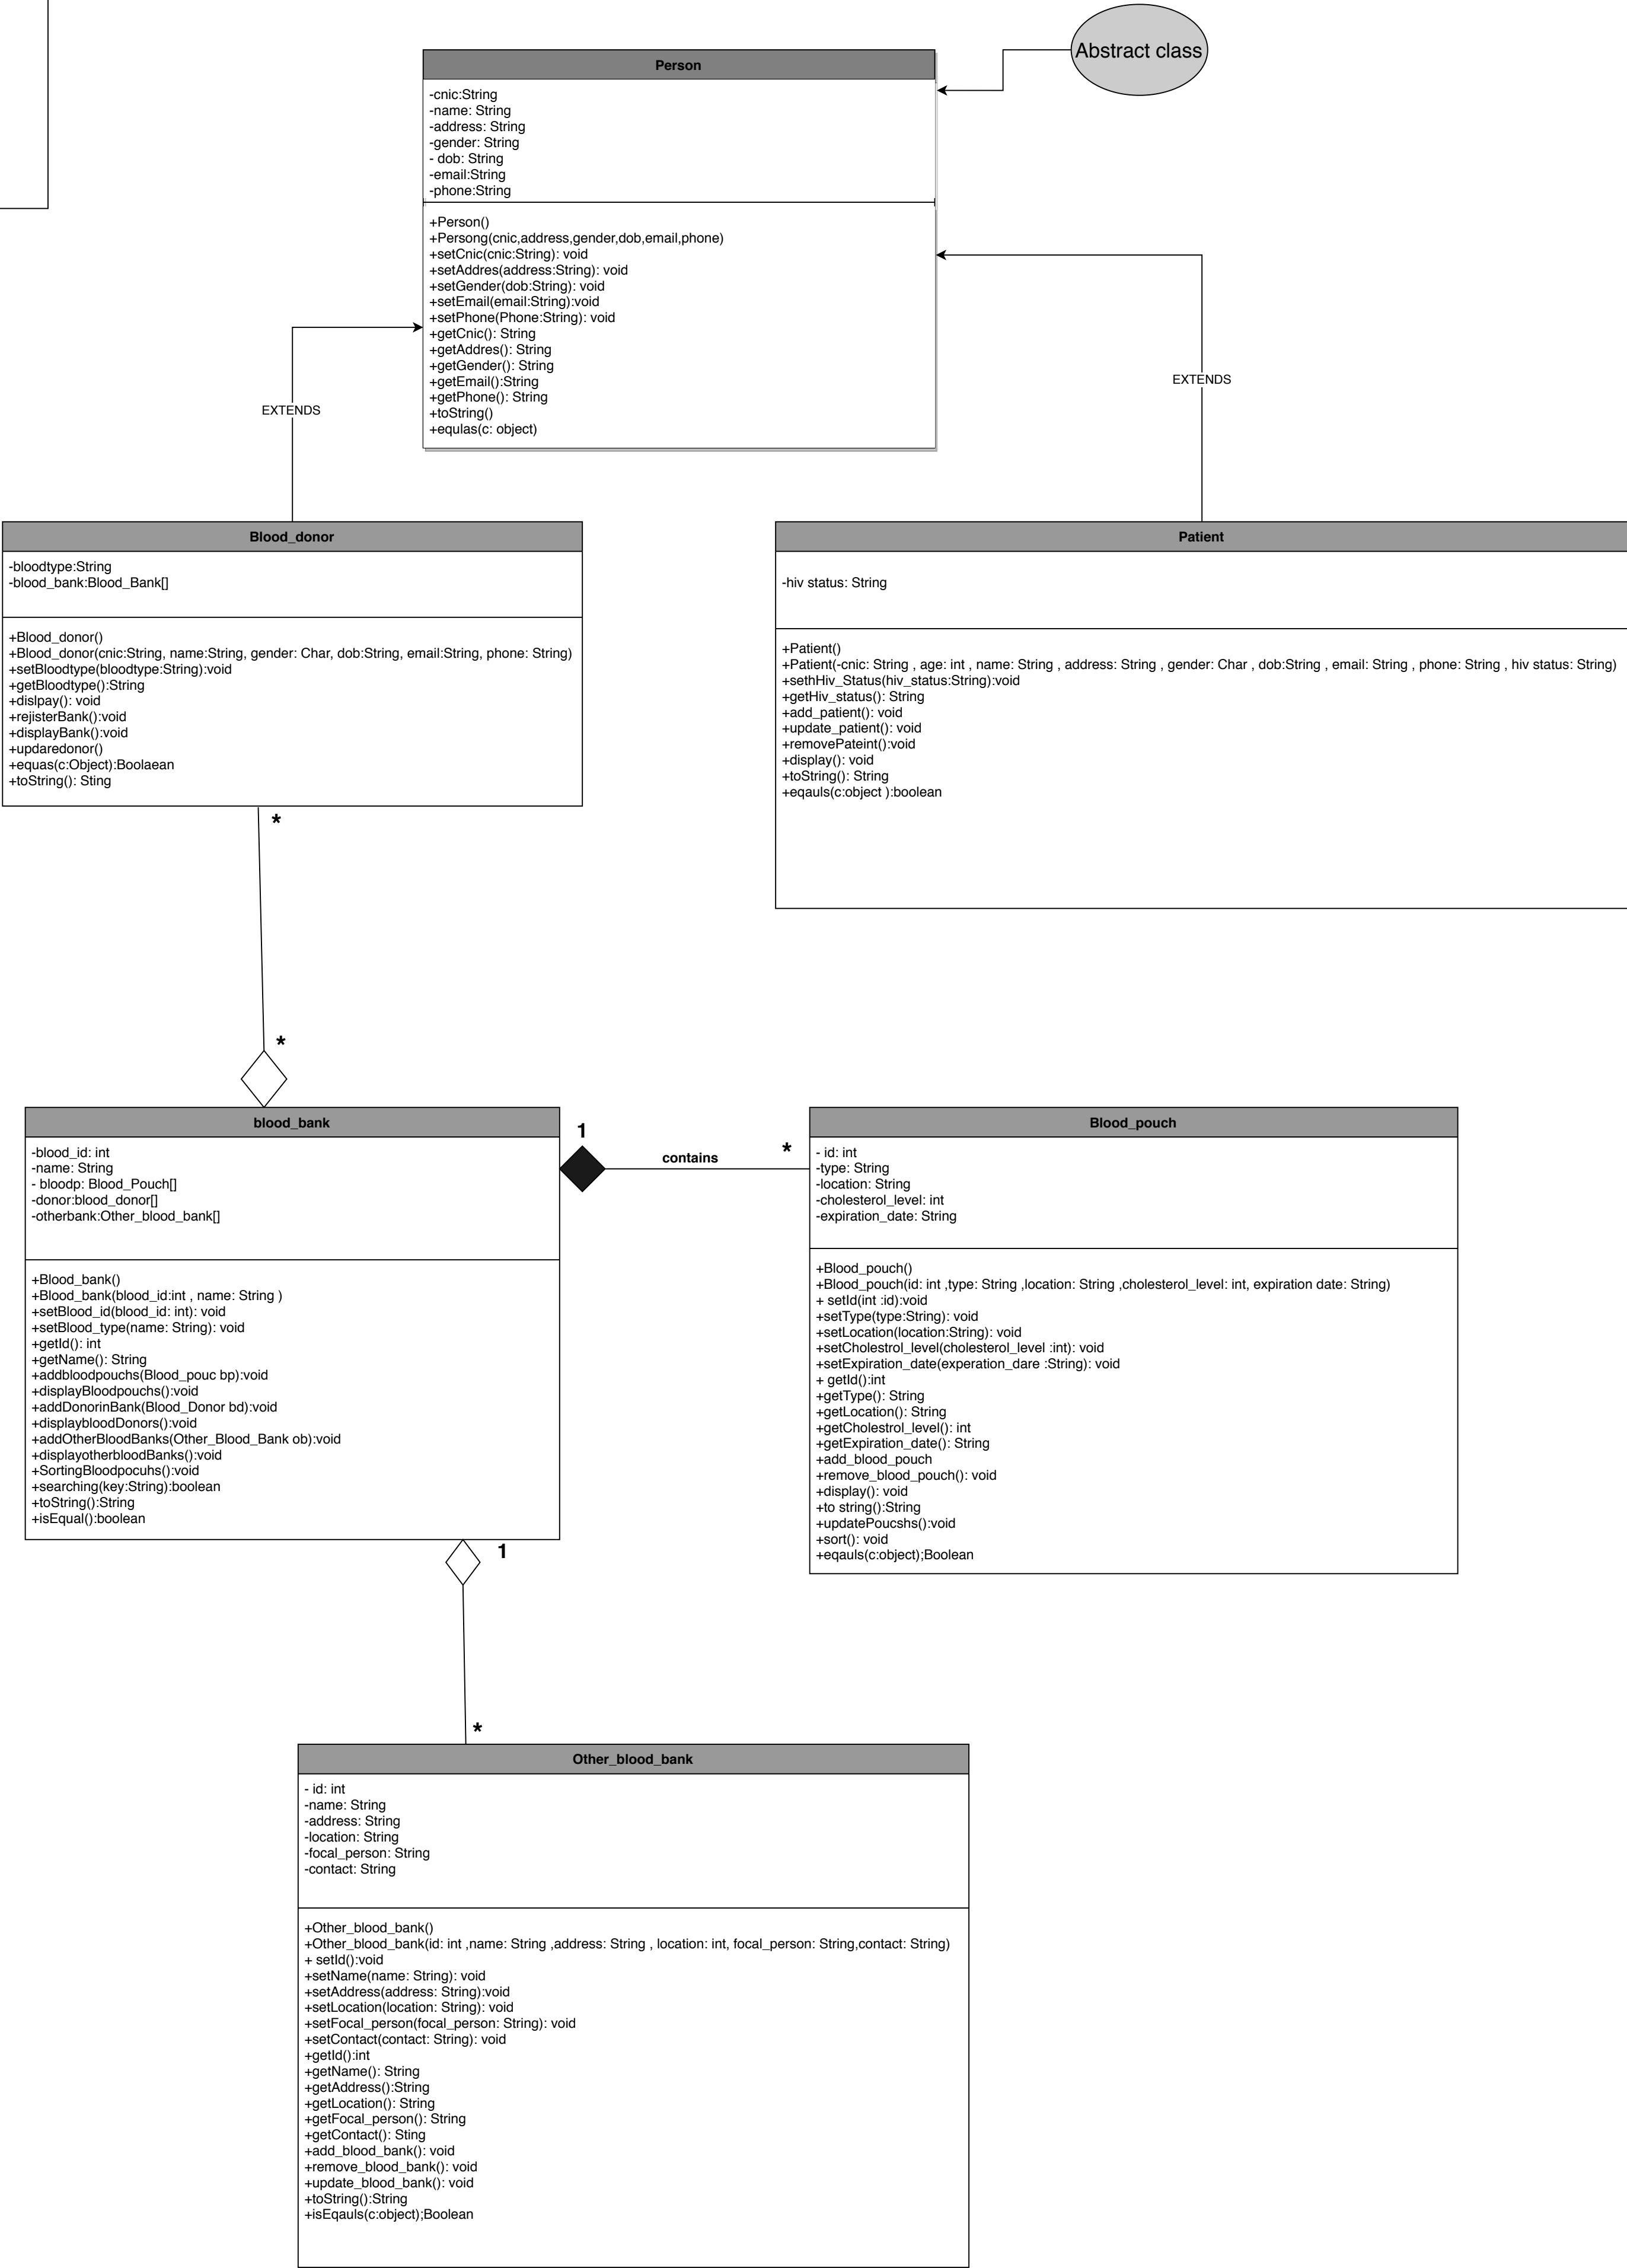 Abstract class
Person
-cnic:String
-name: String
-address: String
-gender: String
- dob: String
-email:String
-phone:String
+Person()
+Persong(cnic,address,gender,dob,email,phone)
+setCnic(cnic:String): void
+setAddres(address:String): void
+setGender(dob:String): void
+setEmail(email:String):void
+setPhone(Phone:String): void
+getCnic(): String
+getAddres(): String
+getGender(): String
+getEmail():String
+getPhone(): String
+toString()
+equlas(c: object)
EXTENDS
EXTENDS
Blood_donor
-bloodtype:String
-blood_bank:Blood_Bank[]
+Blood_donor()
+Blood_donor(cnic:String, name:String, gender: Char, dob:String, email:String, phone: String)
+setBloodtype(bloodtype:String):void
+getBloodtype():String
+dislpay(): void
+rejisterBank():void
+displayBank():void
+updaredonor()
+equas(c:Object):Boolaean
+toString(): Sting
Patient
-hiv status: String
+Patient()
+Patient(-cnic: String , age: int , name: String , address: String , gender: Char , dob:String , email: String , phone: String , hiv status: String)
+sethHiv_Status(hiv_status:String):void
+getHiv_status(): String
+add_patient(): void
+update_patient(): void
+removePateint():void
+display(): void
+toString(): String
+eqauls(c:object ):boolean
*
*
blood_bank
-blood_id: int
-name: String
- bloodp: Blood_Pouch[]
-donor:blood_donor[]
-otherbank:Other_blood_bank[]
+Blood_bank()
+Blood_bank(blood_id:int , name: String )
+setBlood_id(blood_id: int): void
+setBlood_type(name: String): void
+getId(): int
+getName(): String
+addbloodpouchs(Blood_pouc bp):void
+displayBloodpouchs():void
+addDonorinBank(Blood_Donor bd):void
+displaybloodDonors():void
+addOtherBloodBanks(Other_Blood_Bank ob):void
+displayotherbloodBanks():void
+SortingBloodpocuhs():void
+searching(key:String):boolean
+toString():String
+isEqual():boolean
1
contains
*
Blood_pouch
- id: int
-type: String
-location: String
-cholesterol_level: int
-expiration_date: String
+Blood_pouch()
+Blood_pouch(id: int ,type: String ,location: String ,cholesterol_level: int, expiration date: String)
+ setId(int :id):void
+setType(type:String): void
+setLocation(location:String): void
+setCholestrol_level(cholesterol_level :int): void
+setExpiration_date(experation_dare :String): void
+ getId():int
+getType(): String
+getLocation(): String
+getCholestrol_level(): int
+getExpiration_date(): String
+add_blood_pouch
+remove_blood_pouch(): void
+display(): void
+to string():String
+updatePoucshs():void
+sort(): void
+eqauls(c:object);Boolean
1
*
Other_blood_bank
- id: int
-name: String
-address: String
-location: String
-focal_person: String
-contact: String
+Other_blood_bank()
+Other_blood_bank(id: int ,name: String ,address: String , location: int, focal_person: String,contact: String)
+ setId():void
+setName(name: String): void
+setAddress(address: String):void
+setLocation(location: String): void
+setFocal_person(focal_person: String): void
+setContact(contact: String): void
+getId():int
+getName(): String
+getAddress():String
+getLocation(): String
+getFocal_person(): String
+getContact(): Sting
+add_blood_bank(): void
+remove_blood_bank(): void
+update_blood_bank(): void
+toString():String
+isEqauls(c:object);Boolean